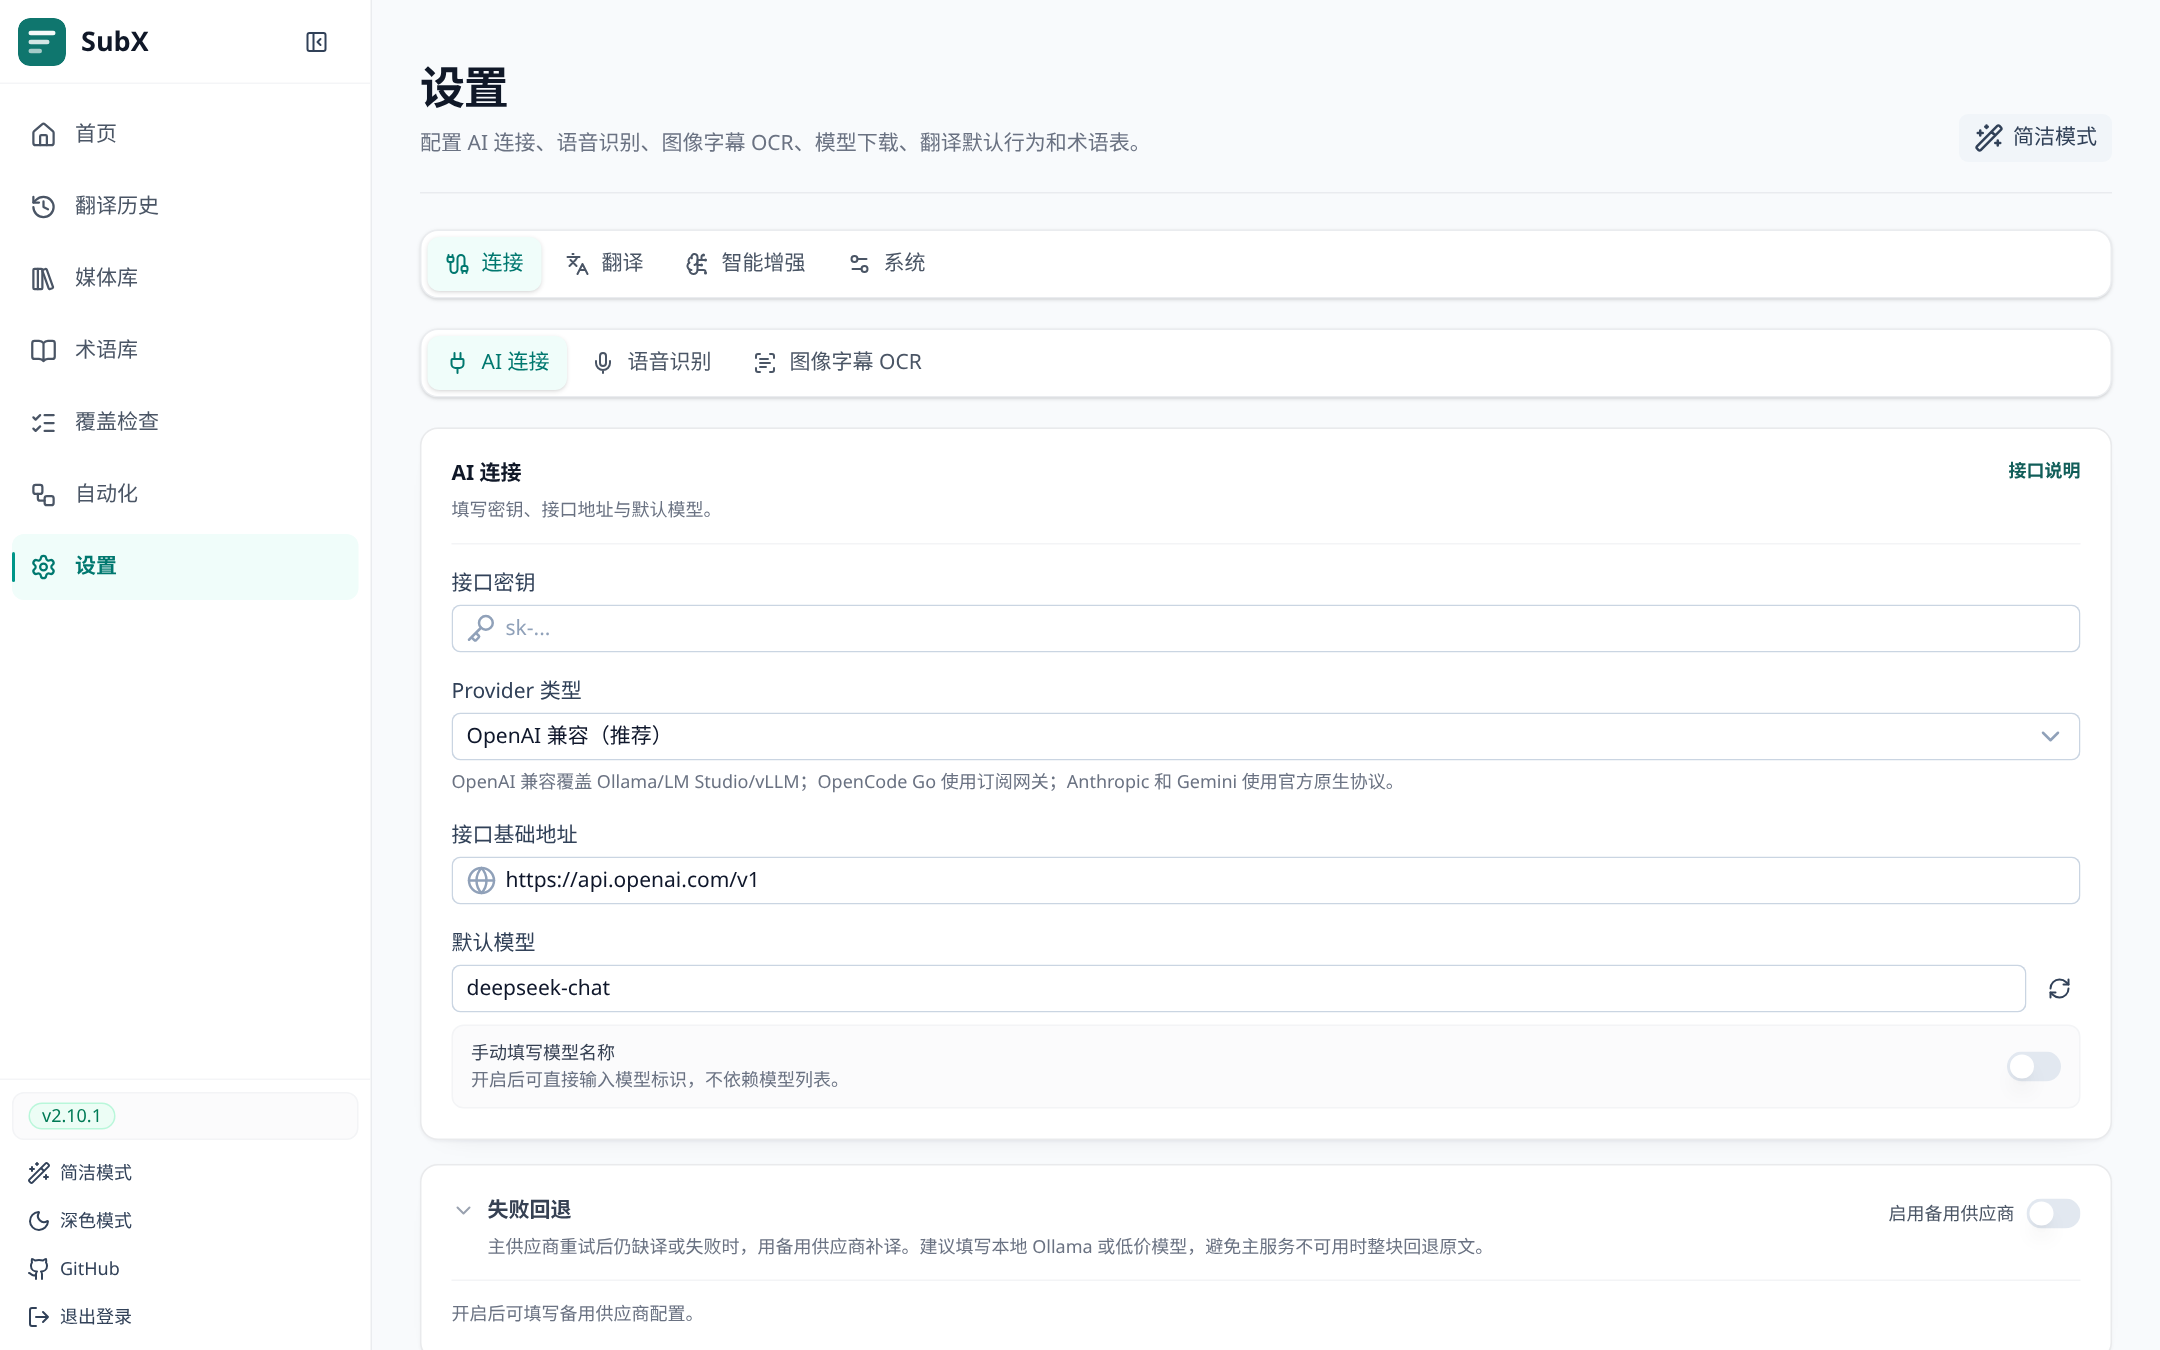 SubX
首页
翻译历史
媒体库
术语库
覆盖检查
自动化
设置
v2.10.1
简洁模式
深色模式
GitHub
退出登录
设置
配置 AI 连接、语音识别、图像字幕 OCR、模型下载、翻译默认行为和术语表。
简洁模式
连接
翻译
智能增强
系统
AI 连接
语音识别
图像字幕 OCR
AI 连接
接口说明
填写密钥、接口地址与默认模型。
接口密钥
sk-...
Provider 类型
OpenAI 兼容（推荐）
OpenAI 兼容覆盖 Ollama/LM Studio/vLLM；OpenCode Go 使用订阅网关；Anthropic 和 Gemini 使用官方原生协议。
接口基础地址
https://api.openai.com/v1
默认模型
deepseek-chat
手动填写模型名称
开启后可直接输入模型标识，不依赖模型列表。
失败回退
启用备用供应商
主供应商重试后仍缺译或失败时，用备用供应商补译。建议填写本地 Ollama 或低价模型，避免主服务不可用时整块回退原文。
开启后可填写备用供应商配置。